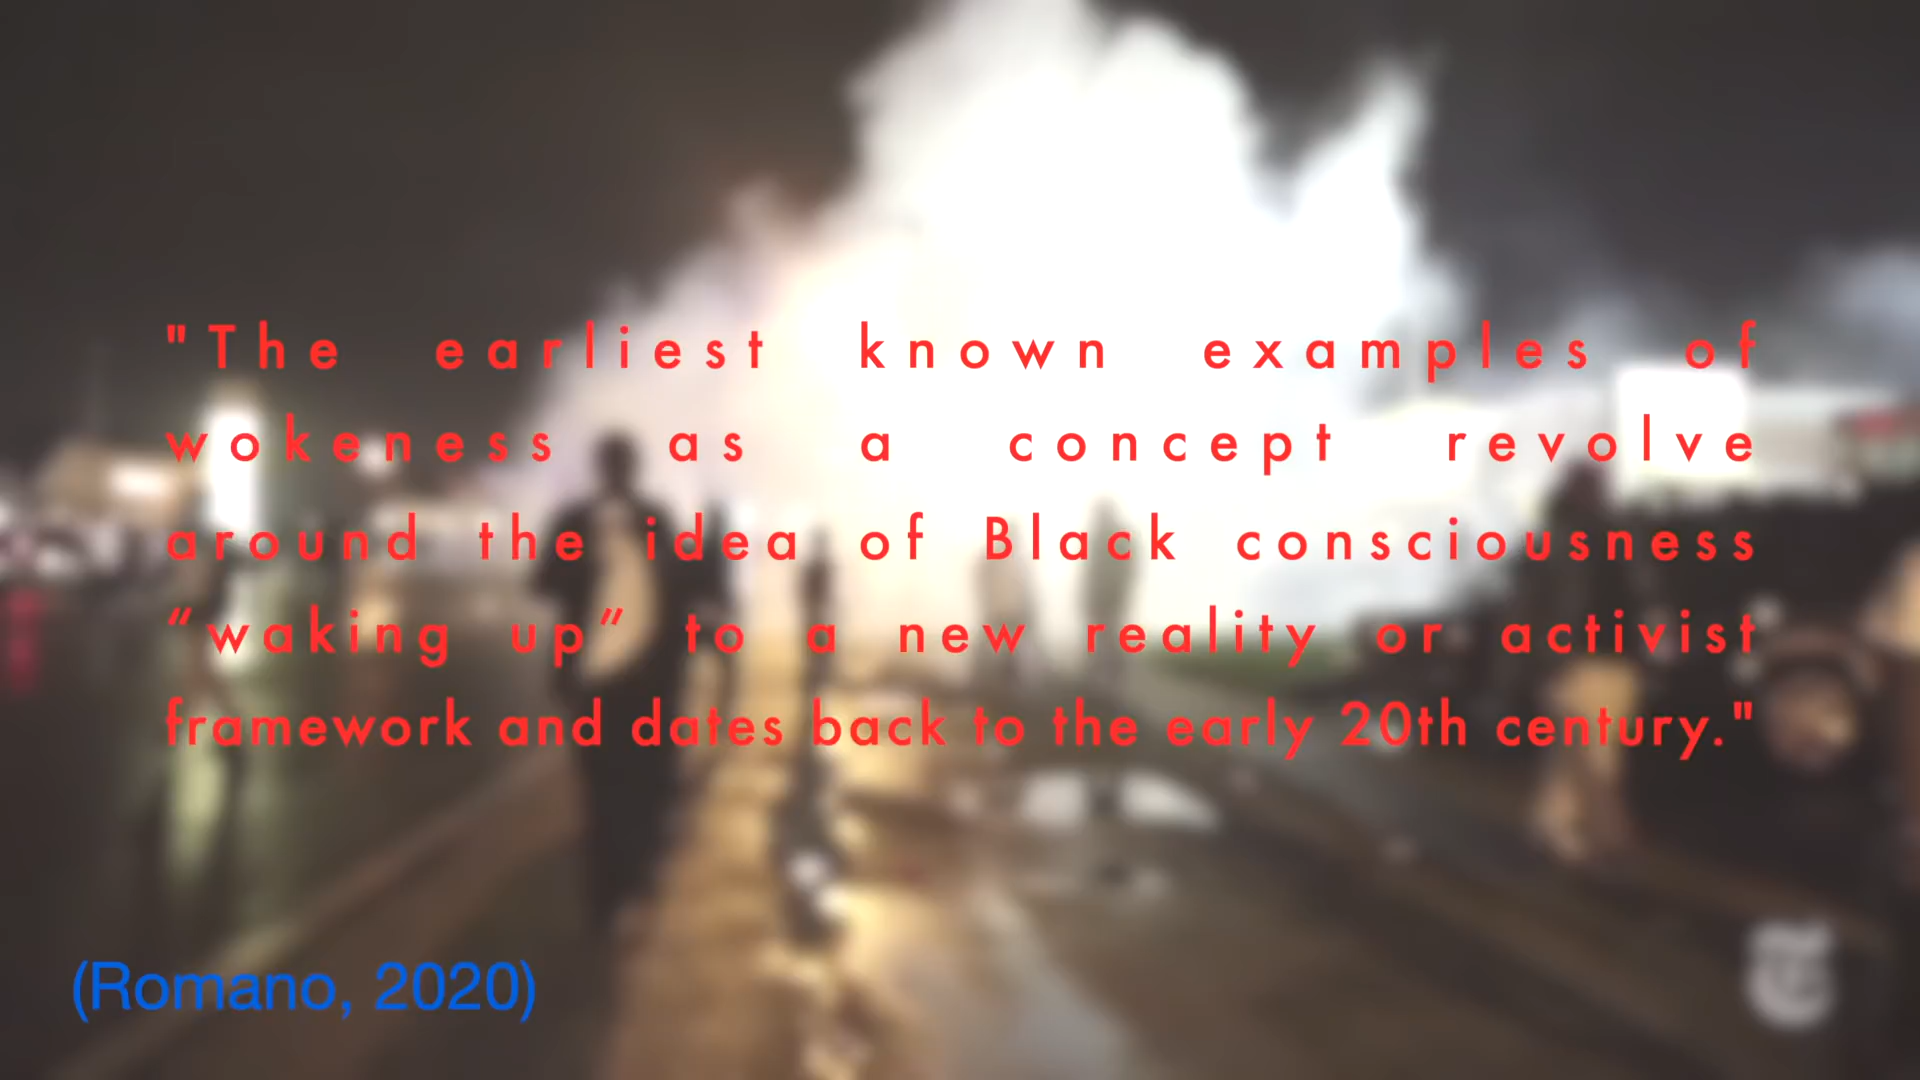 "The earliest known examples of
wokeness as a concept revolve
around the idea of Black consciousness
“waking up” to a new reality or activist
framework and dates back to the early 20th century."
(Romano, 2020)